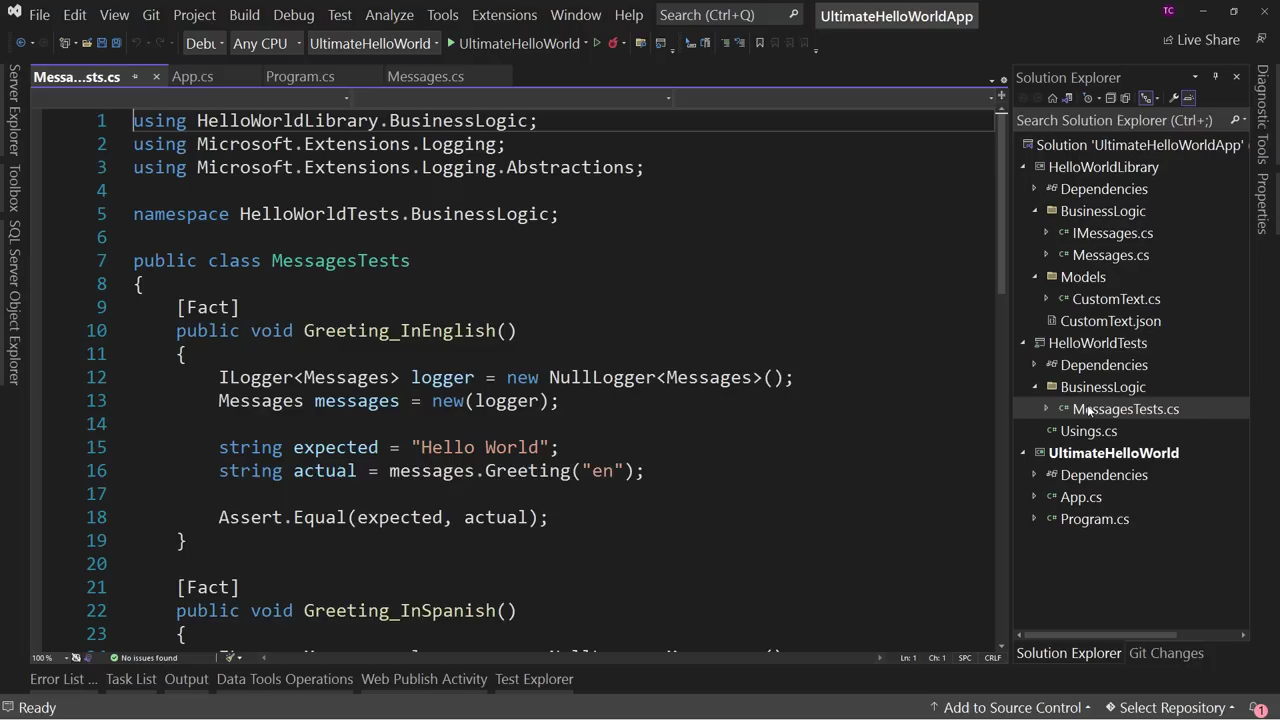 File Edit View Git Project Build Debug Test Analyze Tools Extensions Window Help Search (Ctrl+Q) UltimateHelloWorldApp TC
Debu Any CPU UltimateHelloWorld UltimateHelloWorld Live Share
Messa...sts.cs App.cs Program.cs Messages.cs
1 using HelloWorldLibrary.BusinessLogic;
2 using Microsoft.Extensions.Logging;
3 using Microsoft.Extensions.Logging.Abstractions;
4
5 namespace HelloWorldTests.BusinessLogic;
6
7 public class MessagesTests
8 {
9 [Fact]
10 public void Greeting_InEnglish()
11 {
12 ILogger<Messages> logger = new NullLogger<Messages>();
13 Messages messages = new(logger);
14
15 string expected = "Hello World";
16 string actual = messages.Greeting("en");
17
18 Assert.Equal(expected, actual);
19 }
20
21 [Fact]
22 public void Greeting_InSpanish()
23 {
100 % No issues found Ln: 1 Ch: 1 SPC CRLF
Server Explorer
Toolbox
SQL Server Object Explorer
Solution Explorer
Search Solution Explorer (Ctrl+;)
Solution 'UltimateHelloWorldApp'
HelloWorldLibrary
Dependencies
BusinessLogic
C# IMessages.cs
C# Messages.cs
Models
C# CustomText.cs
CustomText.json
HelloWorldTests
Dependencies
BusinessLogic
C# MessagesTests.cs
C# Usings.cs
UltimateHelloWorld
Dependencies
C# App.cs
C# Program.cs
Solution Explorer Git Changes
Diagnostic Tools
Properties
Error List ... Task List Output Data Tools Operations Web Publish Activity Test Explorer
Ready Add to Source Control Select Repository 1